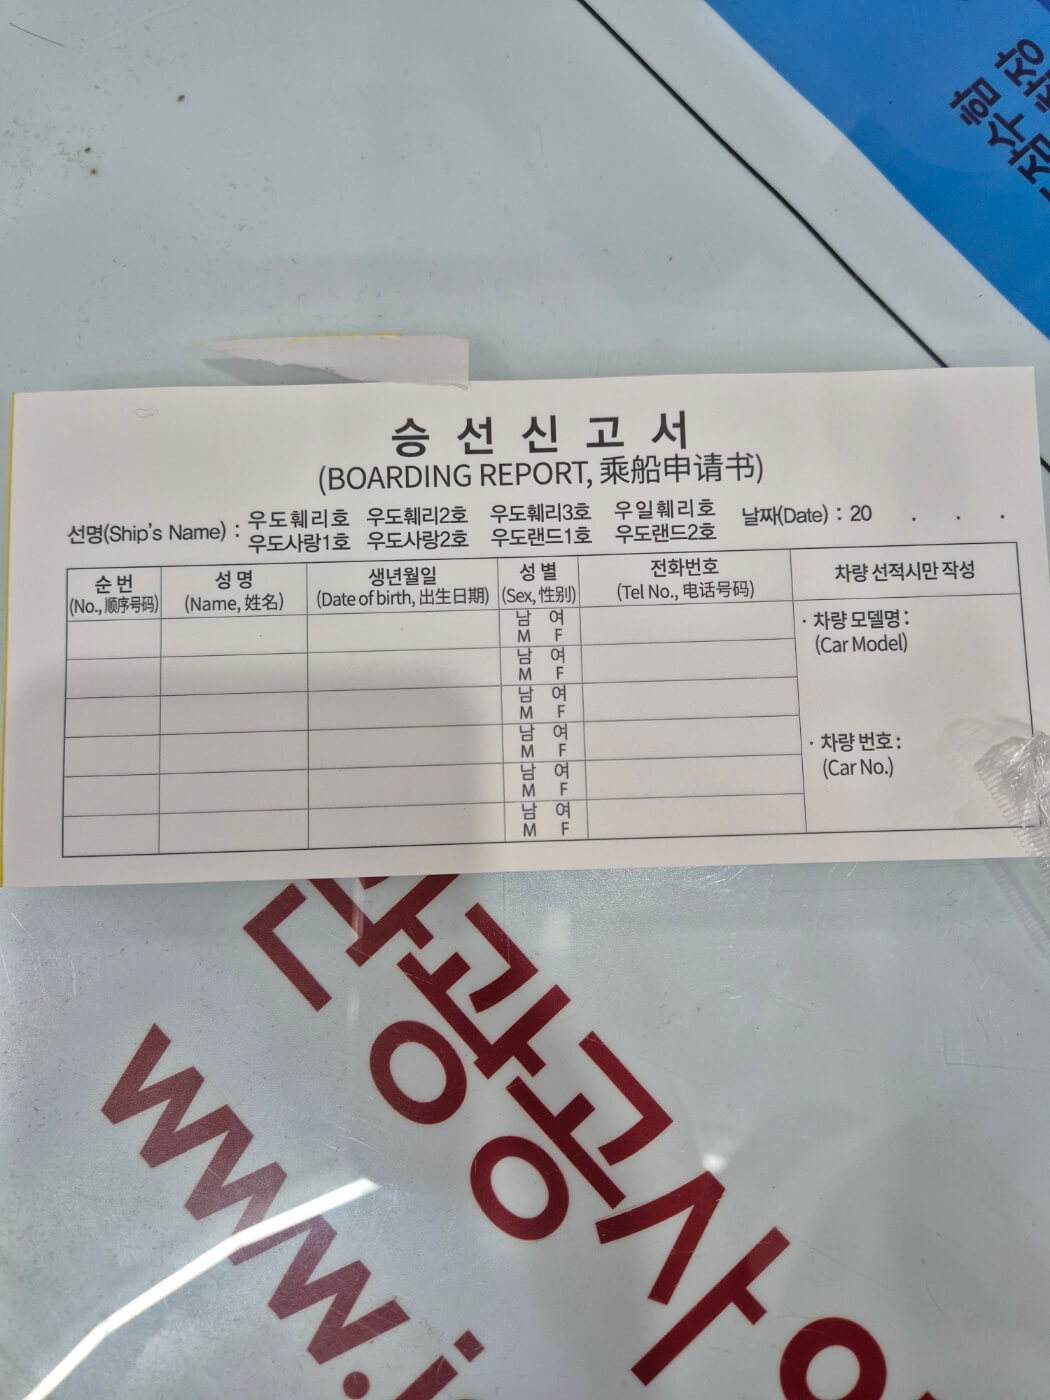 승선신고서
(BOARDING REPORT, 乘船申请书)
선명(Ship's Name) : 우도훼리호 우도훼리2호 우도훼리3호 우일훼리호 날짜(Date) : 20 . . .
우도사랑1호 우도사랑2호 우도랜드1호 우도랜드2호
순 번 성 명 생년월일 성 별 전화번호 차량 선적시만 작성
(No., 顺序号码) (Name, 姓名) (Date of birth, 出生日期) (Sex, 性别) (Tel No., 电话号码)
남 여 · 차량 모델명 :
M F (Car Model)
남 여
M F
남 여
M F
남 여 · 차량 번호 :
M F (Car No.)
남 여
M F
남 여
M F
관광사
www.j